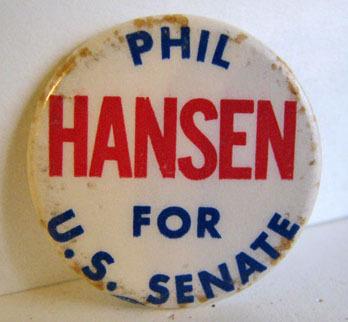 PHIL
HANSEN
FOR
U.S. SENATE